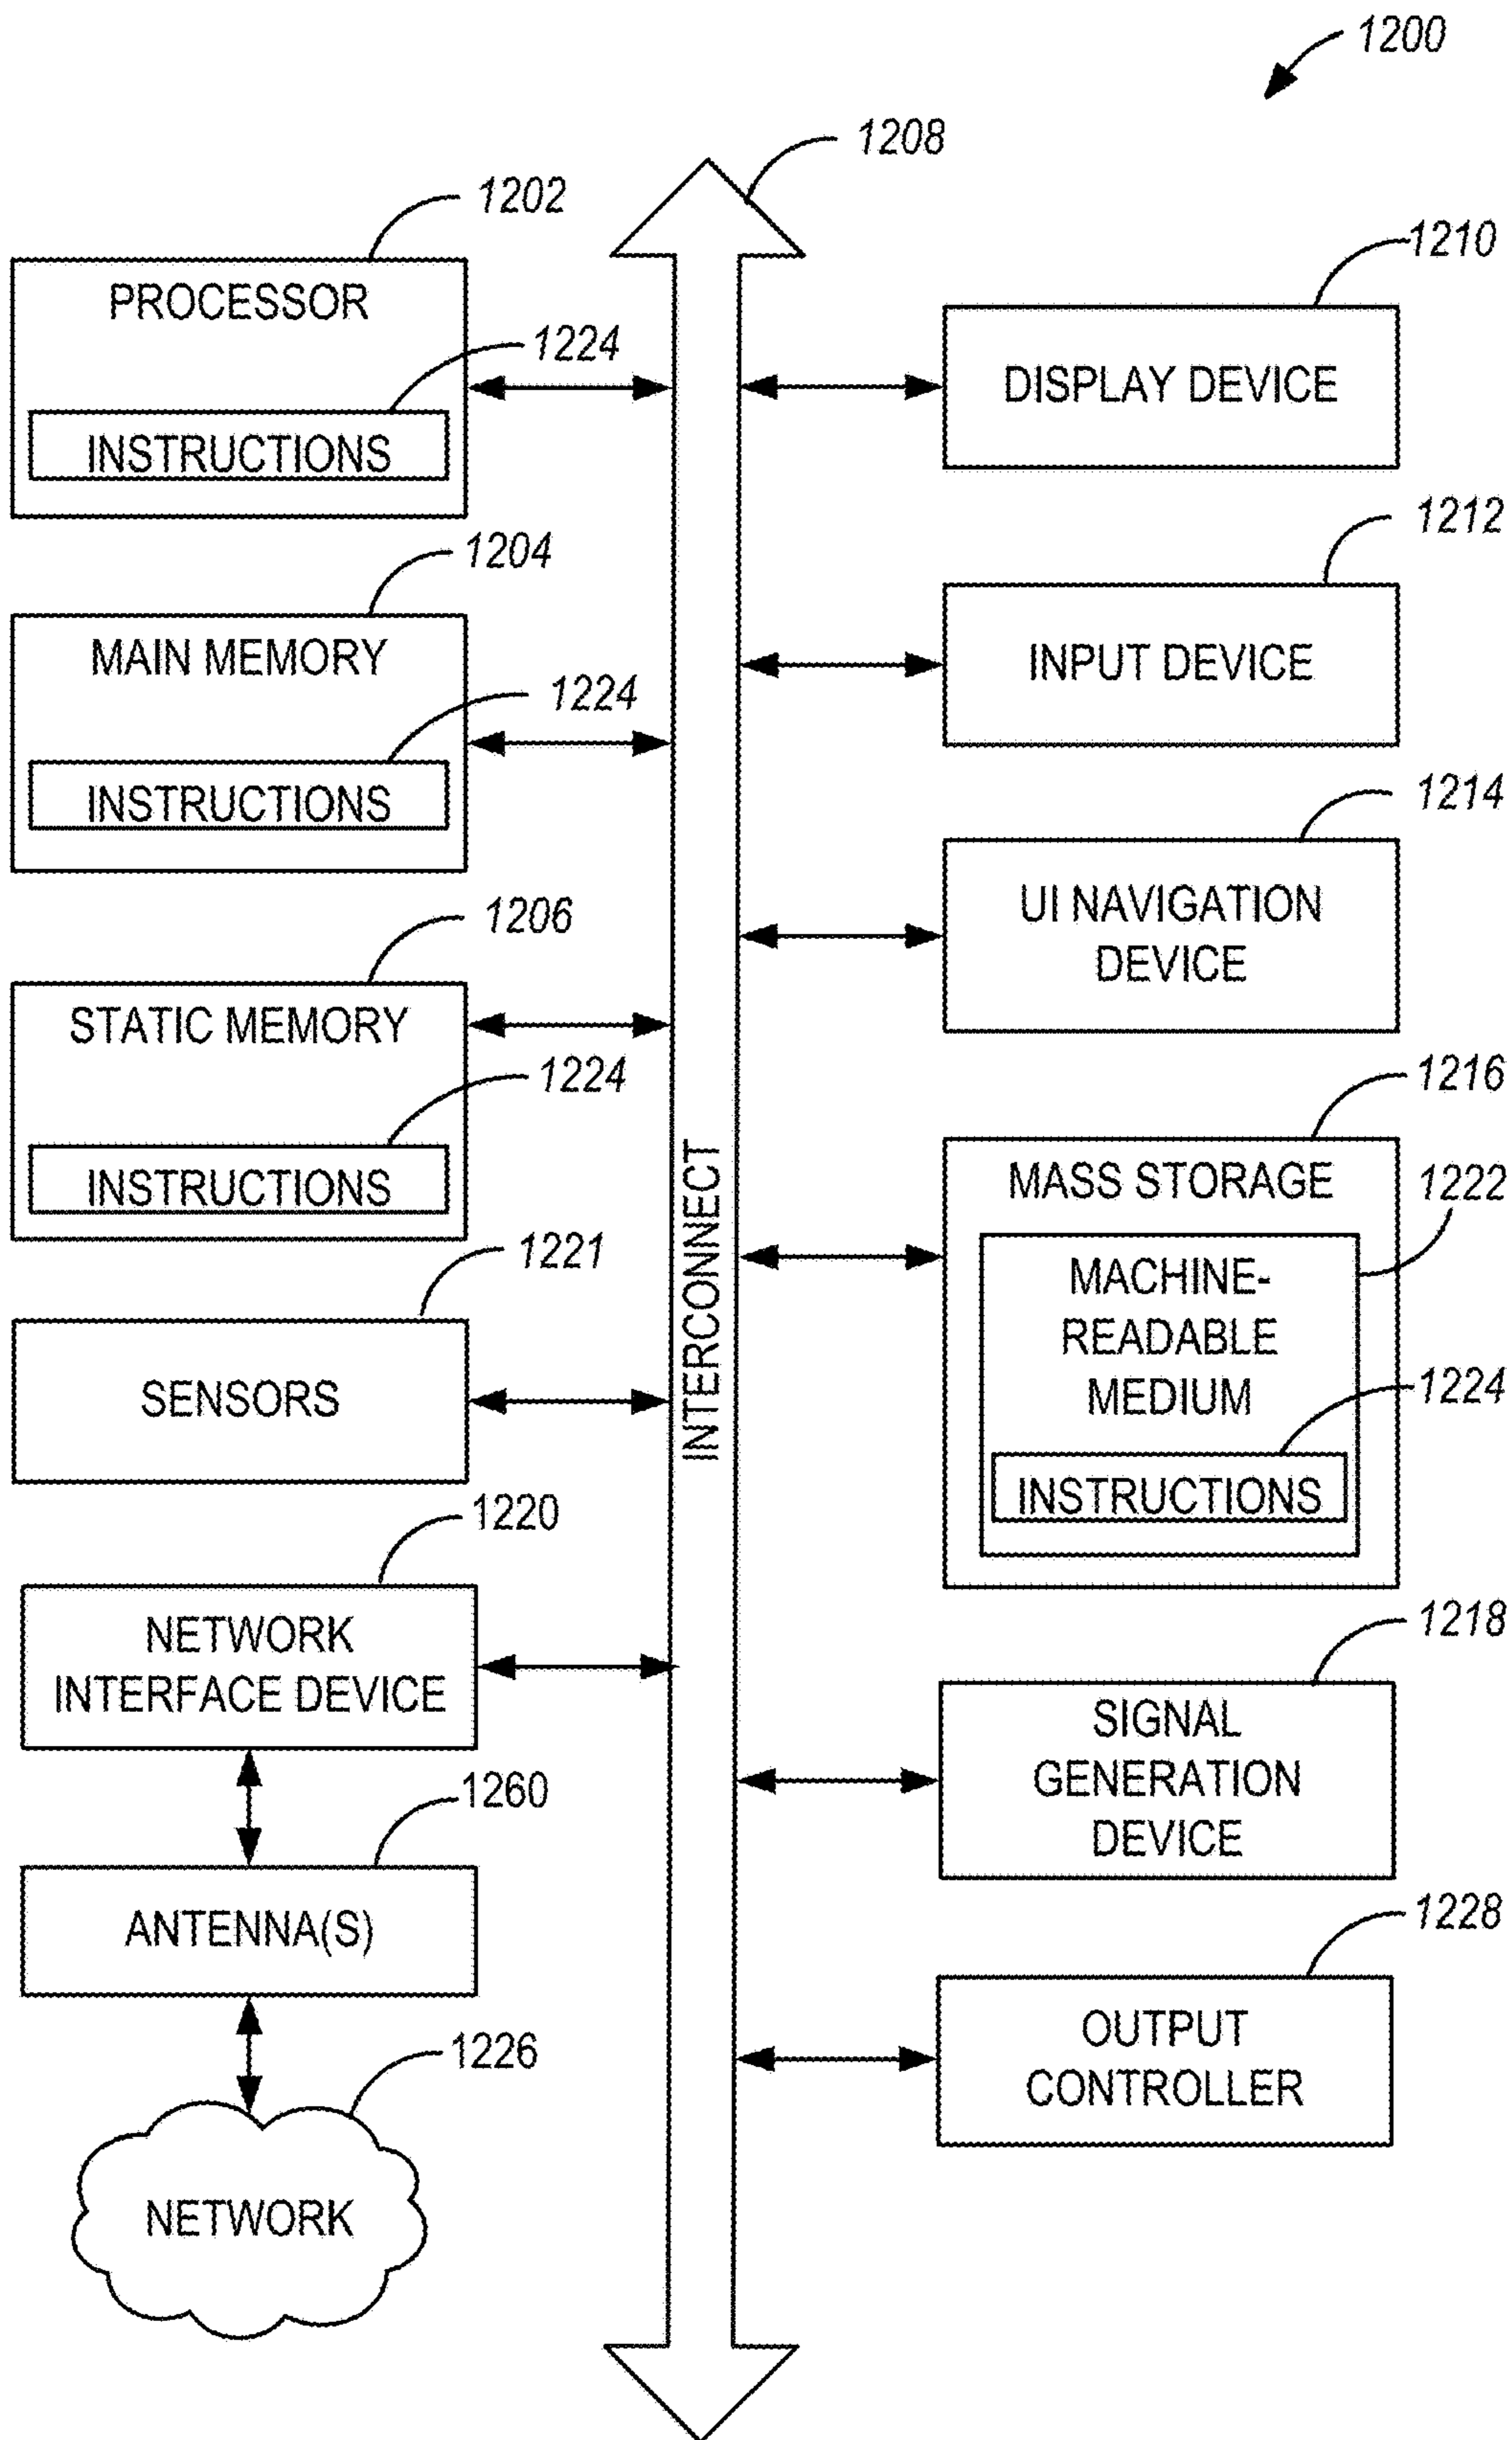 1200
1208
1202
PROCESSOR
1224
INSTRUCTIONS
1204
MAIN MEMORY
1224
INSTRUCTIONS
1206
STATIC MEMORY
1224
INSTRUCTIONS
1221
SENSORS
1220
NETWORK
INTERFACE DEVICE
1260
ANTENNA(S)
1226
NETWORK
INTERCONNECT
1210
DISPLAY DEVICE
1212
INPUT DEVICE
1214
UI NAVIGATION
DEVICE
1216
MASS STORAGE
1222
MACHINE-
READABLE
MEDIUM
1224
INSTRUCTIONS
1218
SIGNAL
GENERATION
DEVICE
1228
OUTPUT
CONTROLLER